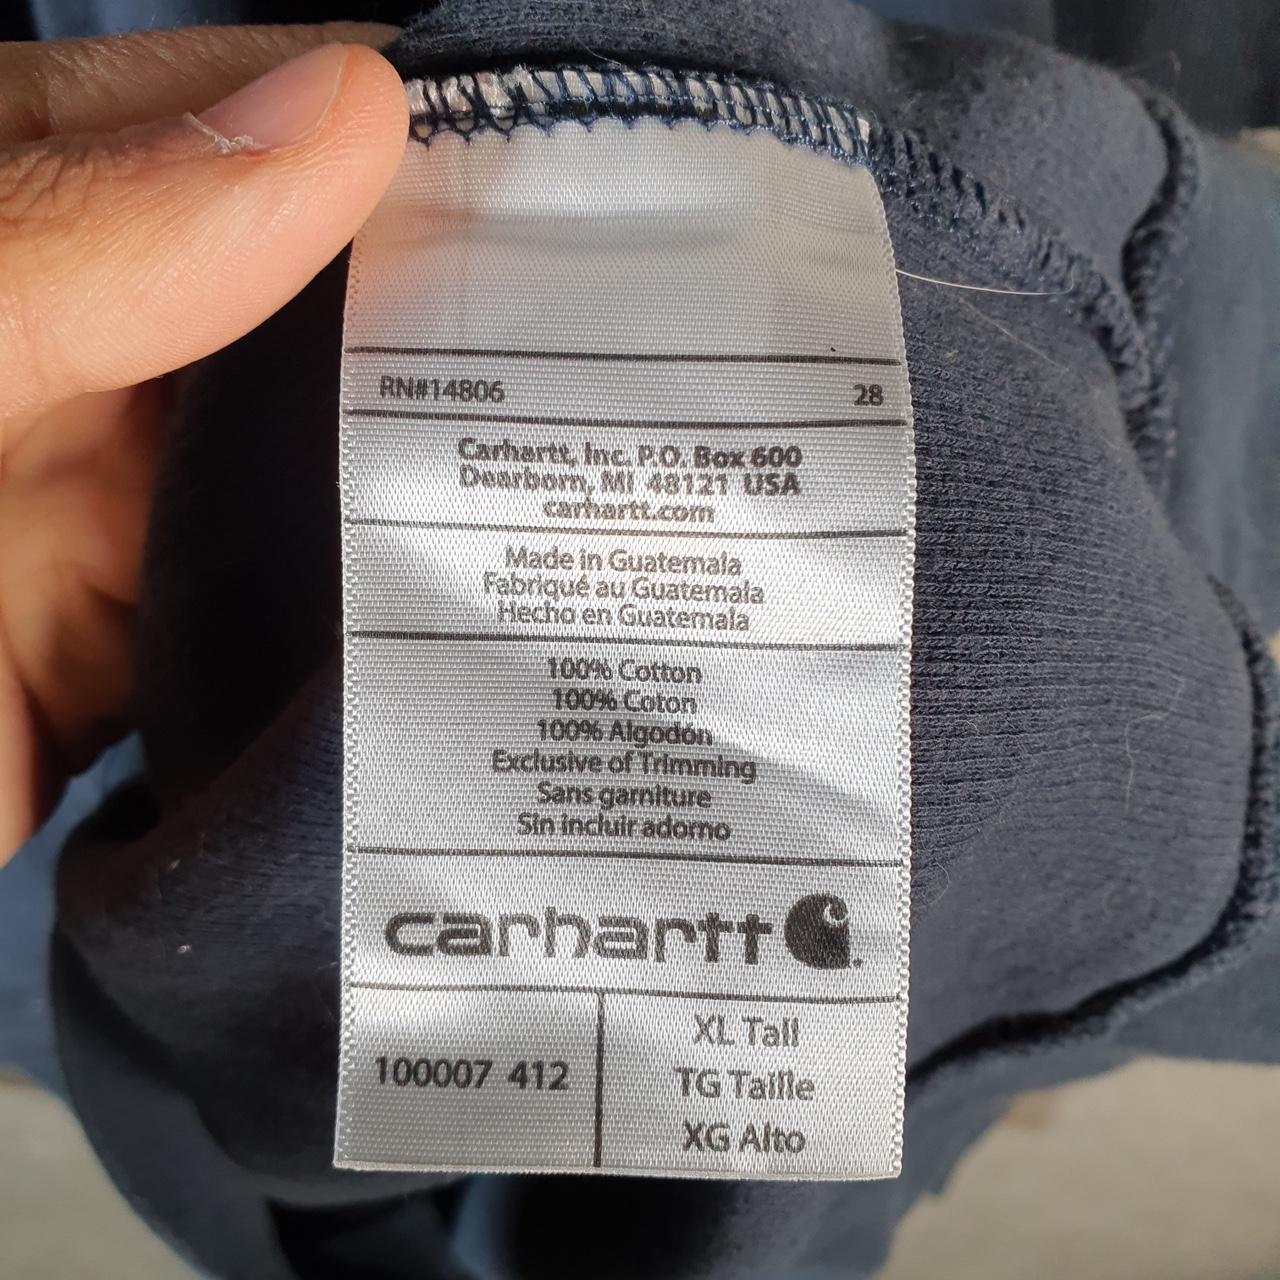 RN#14806 28
Carhartt, Inc. P.O. Box 600
Dearborn, MI 48121 USA
carhartt.com
Made in Guatemala
Fabriqué au Guatemala
Hecho en Guatemala
100% Cotton
100% Coton
100% Algodón
Exclusive of Trimming
Sans garniture
Sin incluir adorno
carhartt
100007 412
XL Tall
TG Taille
XG Alto